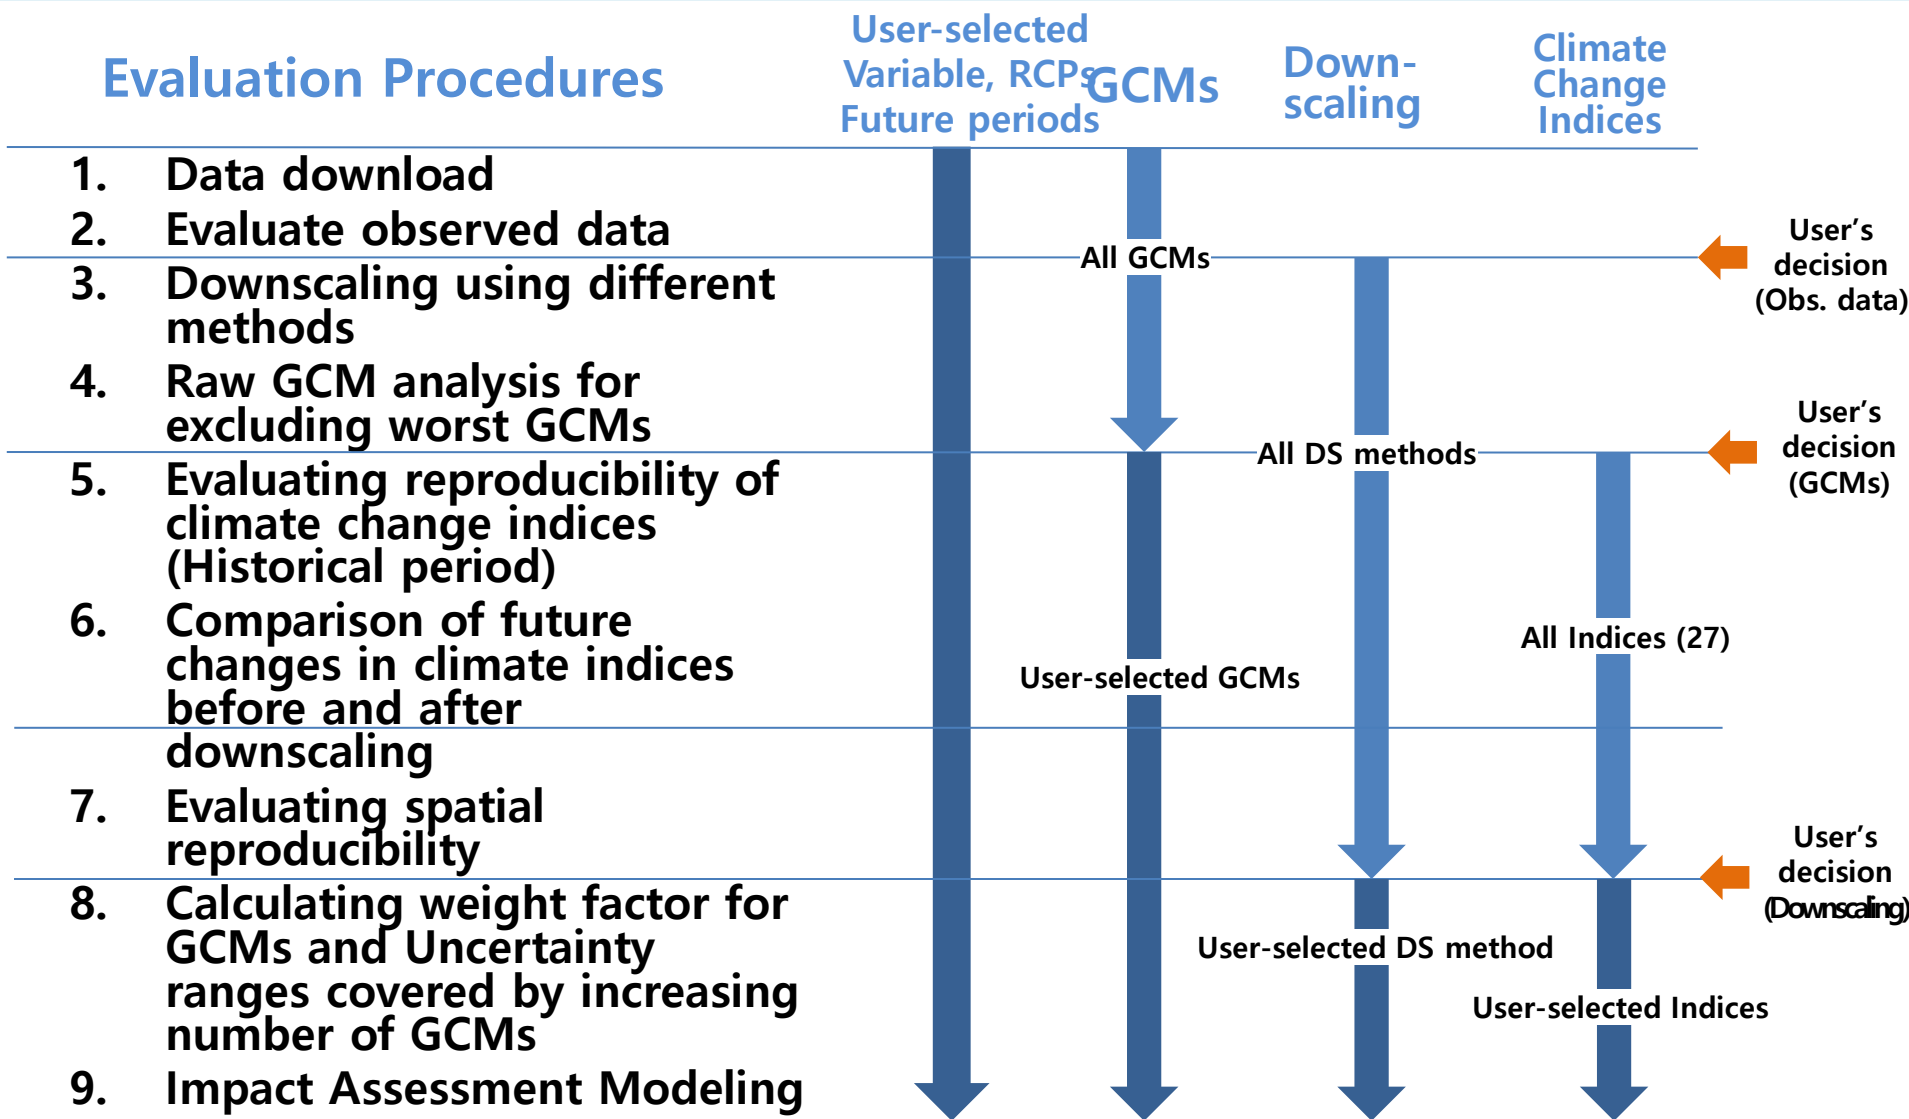 Evaluation Procedures
User-selected
Variable, RCPs
Future periods
GCMs
Down-
scaling
Climate
Change
Indices
1. Data download
2. Evaluate observed data
3. Downscaling using different
methods
4. Raw GCM analysis for
excluding worst GCMs
5. Evaluating reproducibility of
climate change indices
(Historical period)
6. Comparison of future
changes in climate indices
before and after
downscaling
7. Evaluating spatial
reproducibility
8. Calculating weight factor for
GCMs and Uncertainty
ranges covered by increasing
number of GCMs
9. Impact Assessment Modeling
All GCMs
User-selected GCMs
All DS methods
User-selected DS method
All Indices (27)
User-selected Indices
User's
decision
(Obs. data)
User's
decision
(GCMs)
User's
decision
(Downscaling)